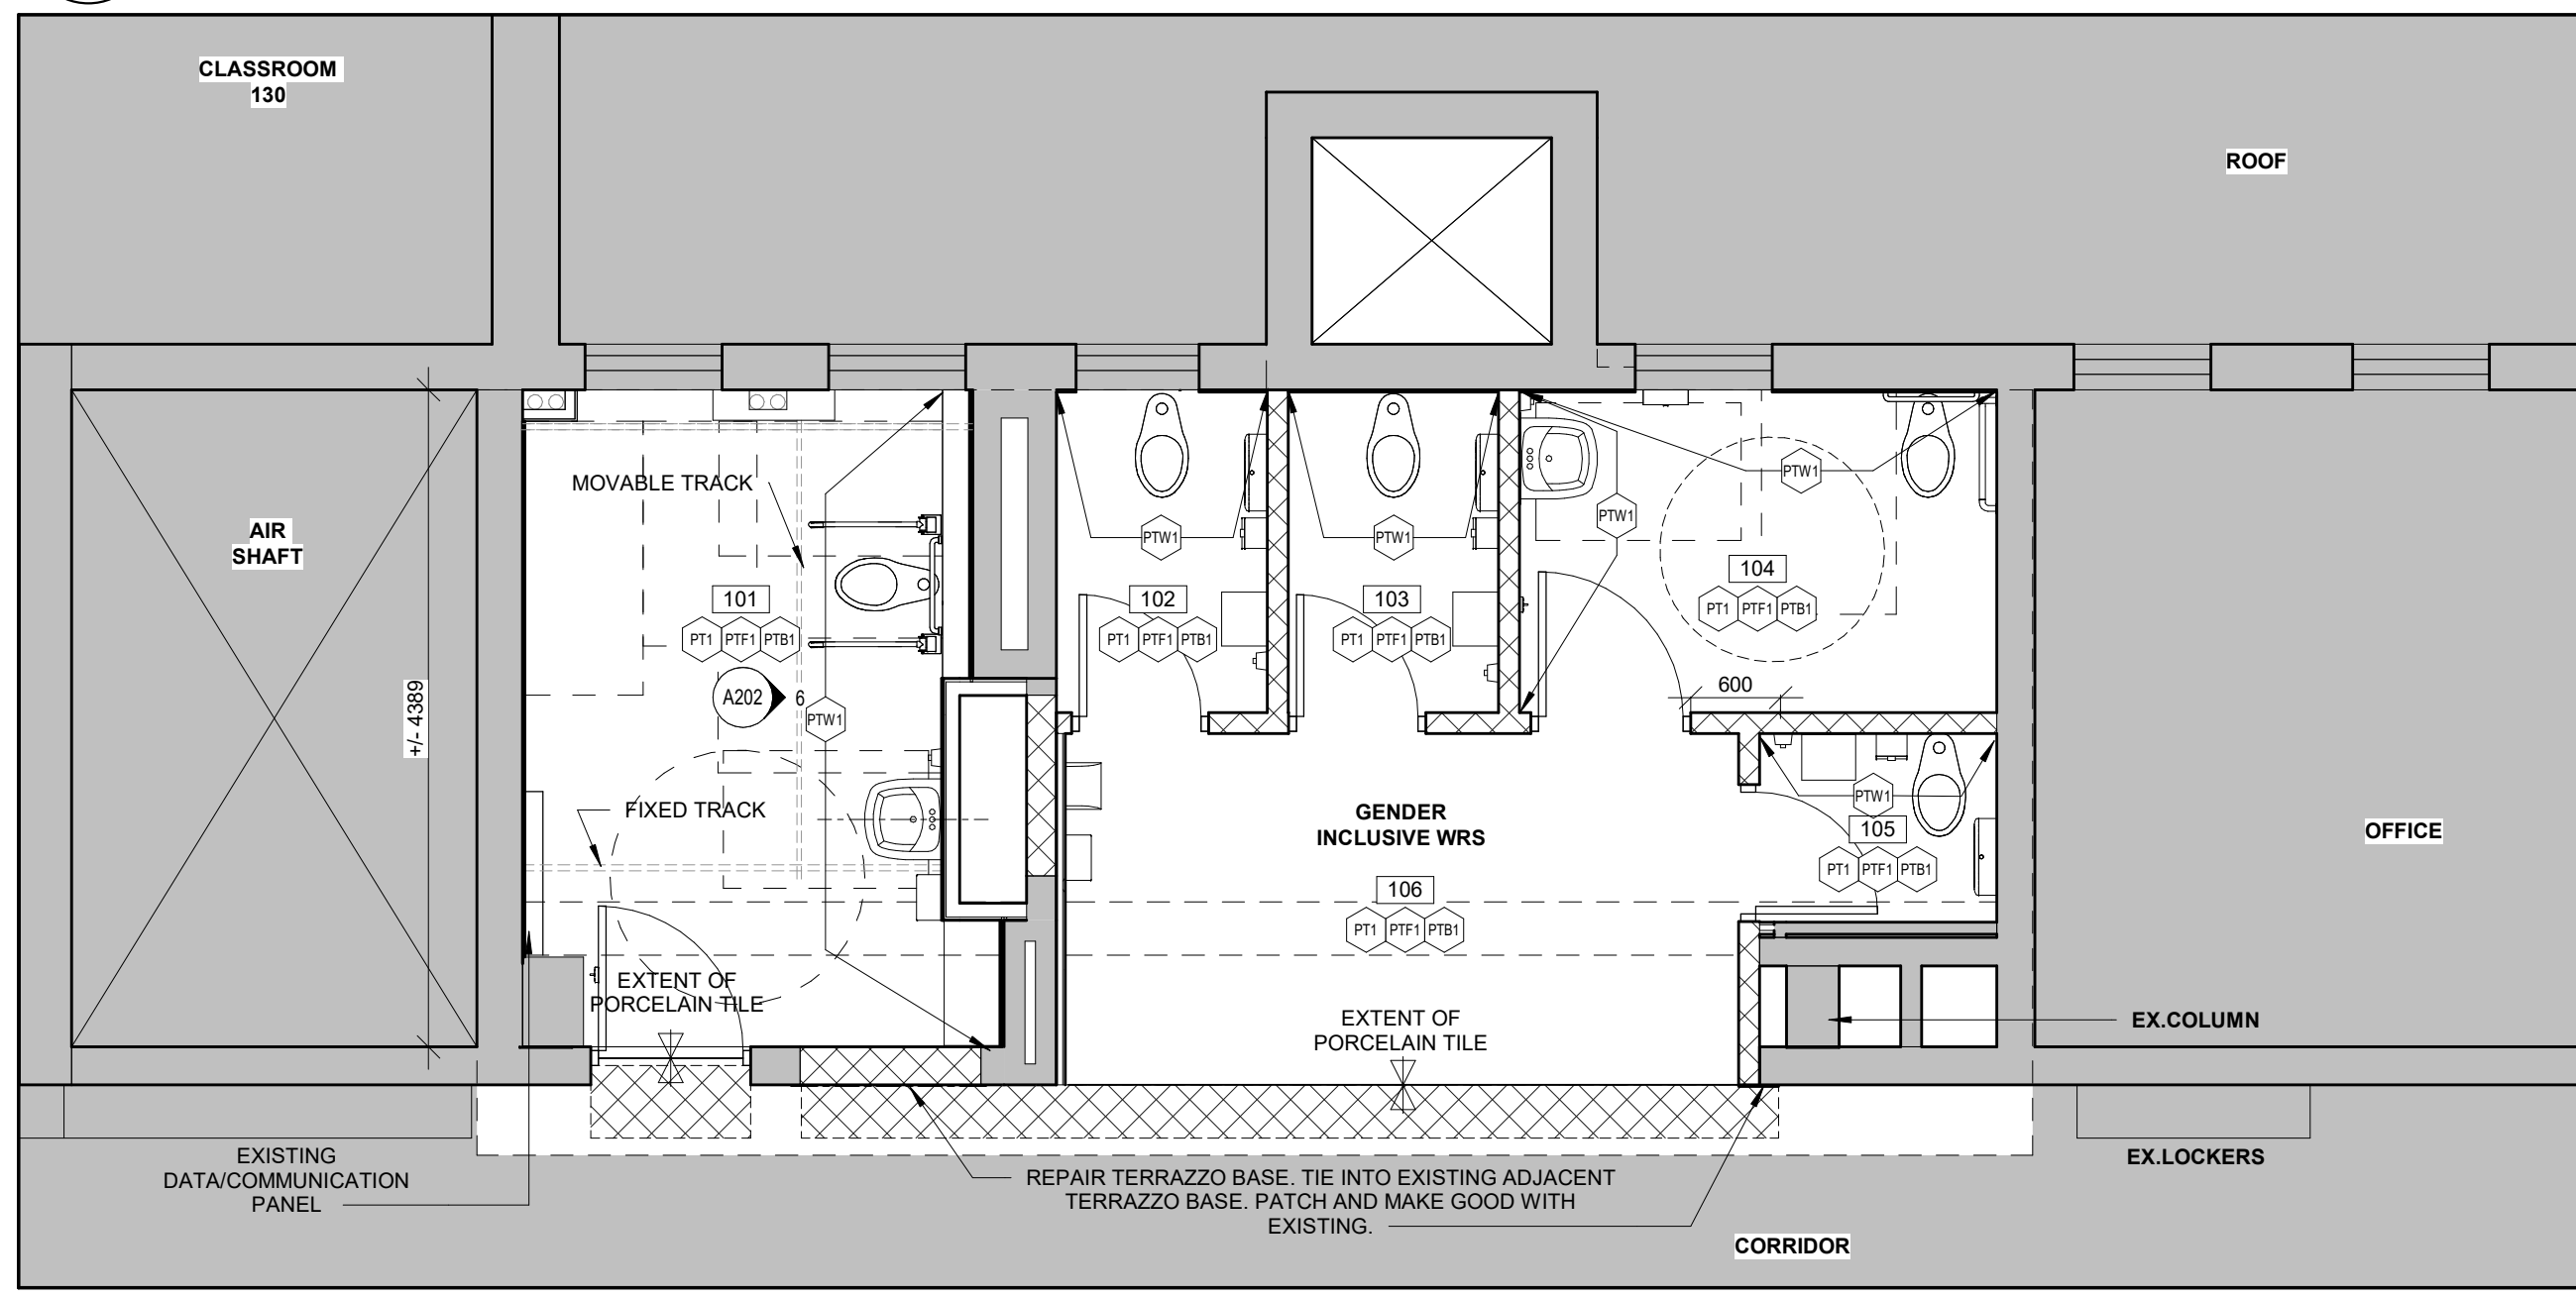 CLASSROOM
130
ROOF
MOVABLE TRACK
AIR
SHAFT
+/- 4389
101
PT1 PTF1 PTB1
A202 6
PTW1
FIXED TRACK
EXTENT OF
PORCELAIN TILE
PTW1
102
PT1 PTF1 PTB1
PTW1
103
PT1 PTF1 PTB1
PTW1
PTW1
104
PT1 PTF1 PTB1
600
PTW1
105
PT1 PTF1 PTB1
GENDER
INCLUSIVE WRS
106
PT1 PTF1 PTB1
EXTENT OF
PORCELAIN TILE
OFFICE
EX.COLUMN
EXISTING
DATA/COMMUNICATION
PANEL
REPAIR TERRAZZO BASE. TIE INTO EXISTING ADJACENT
TERRAZZO BASE. PATCH AND MAKE GOOD WITH
EXISTING.
EX.LOCKERS
CORRIDOR